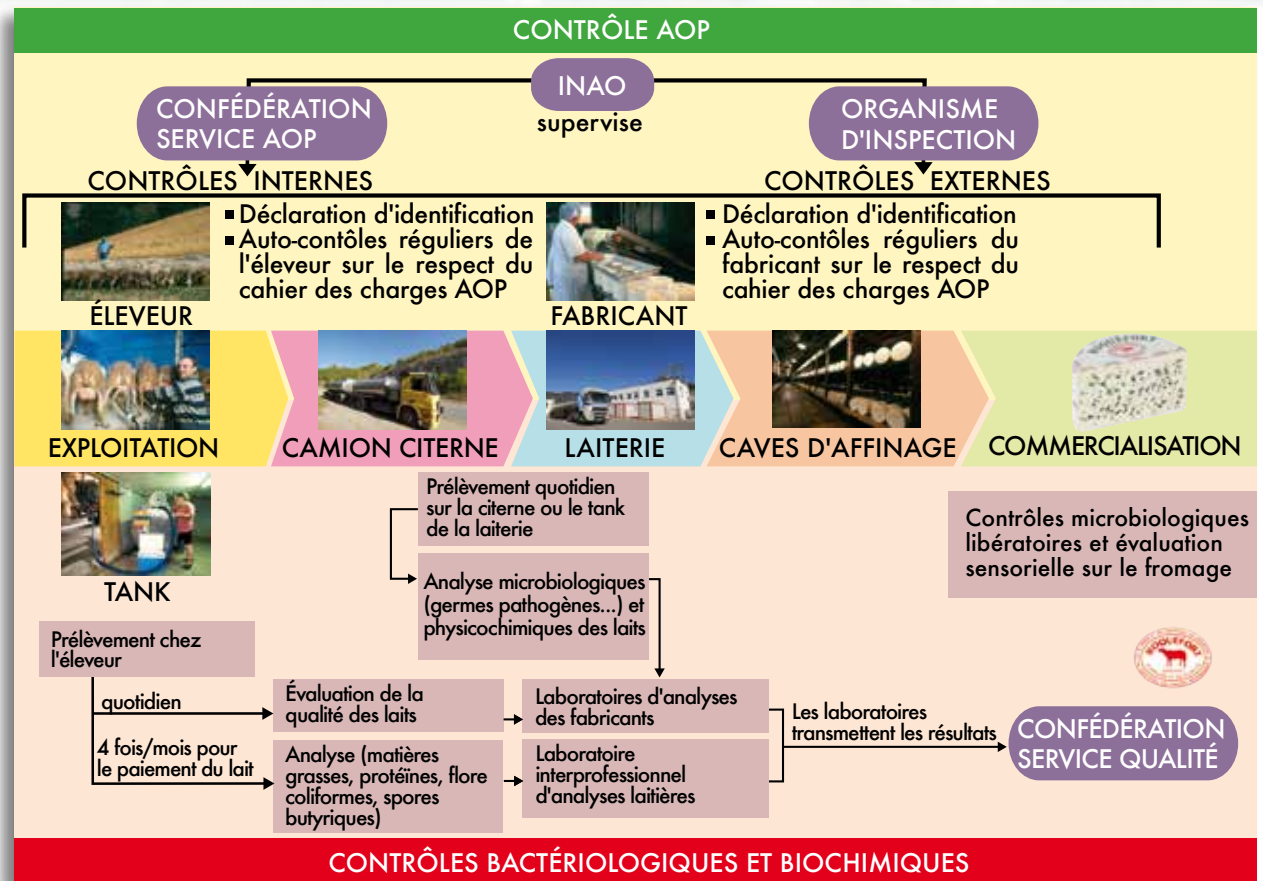 CONTRÔLE AOP
INAO
supervise
CONFÉDÉRATION
SERVICE AOP
ORGANISME
D'INSPECTION
CONTRÔLES INTERNES
CONTRÔLES EXTERNES
Déclaration d'identification
Auto-contôles réguliers de
l'éleveur sur le respect du
cahier des charges AOP
ÉLEVEUR
Déclaration d'identification
Auto-contôles réguliers du
fabricant sur le respect du
cahier des charges AOP
FABRICANT
EXPLOITATION
CAMION CITERNE
LAITERIE
CAVES D'AFFINAGE
COMMERCIALISATION
TANK
Prélèvement quotidien
sur la citerne ou le tank
de la laiterie
Analyse microbiologiques
(germes pathogènes...) et
physicochimiques des laits
Contrôles microbiologiques
libératoires et évaluation
sensorielle sur le fromage
Prélèvement chez
l'éleveur
quotidien
Évaluation de la
qualité des laits
Laboratoires d'analyses
des fabricants
4 fois/mois pour
le paiement du lait
Analyse (matières
grasses, protéïnes, flore
coliformes, spores
butyriques)
Laboratoire
interprofessionnel
d'analyses laitières
Les laboratoires
transmettent les résultats
ROQUEFORT
CONFÉDÉRATION
SERVICE QUALITÉ
CONTRÔLES BACTÉRIOLOGIQUES ET BIOCHIMIQUES